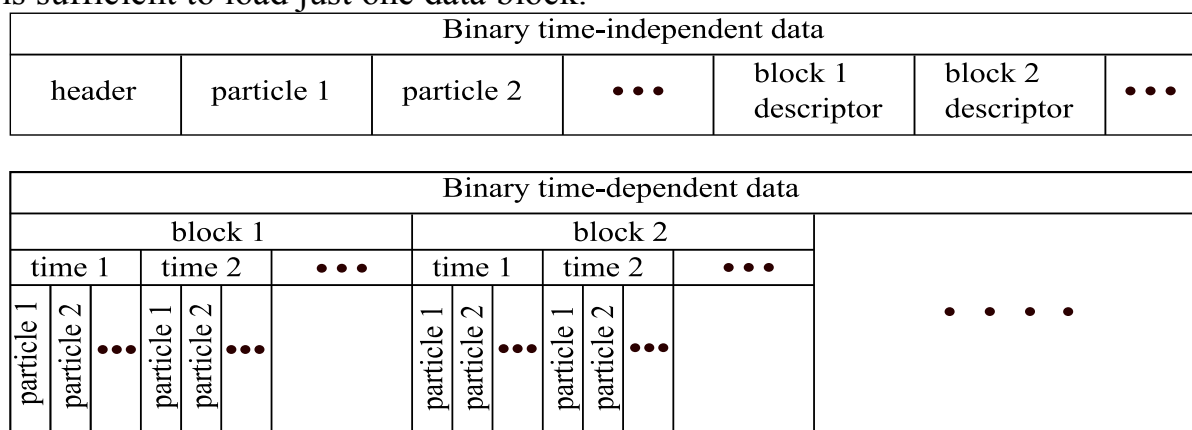 is sufficient to load just one data block.
Binary time-independent data
header particle 1 particle 2 ••• block 1 descriptor block 2 descriptor •••
Binary time-dependent data
block 1 block 2
time 1 time 2 ••• time 1 time 2 ••• • • • •
particle 1 particle 2 ••• particle 1 particle 2 ••• particle 1 particle 2 ••• particle 1 particle 2 •••